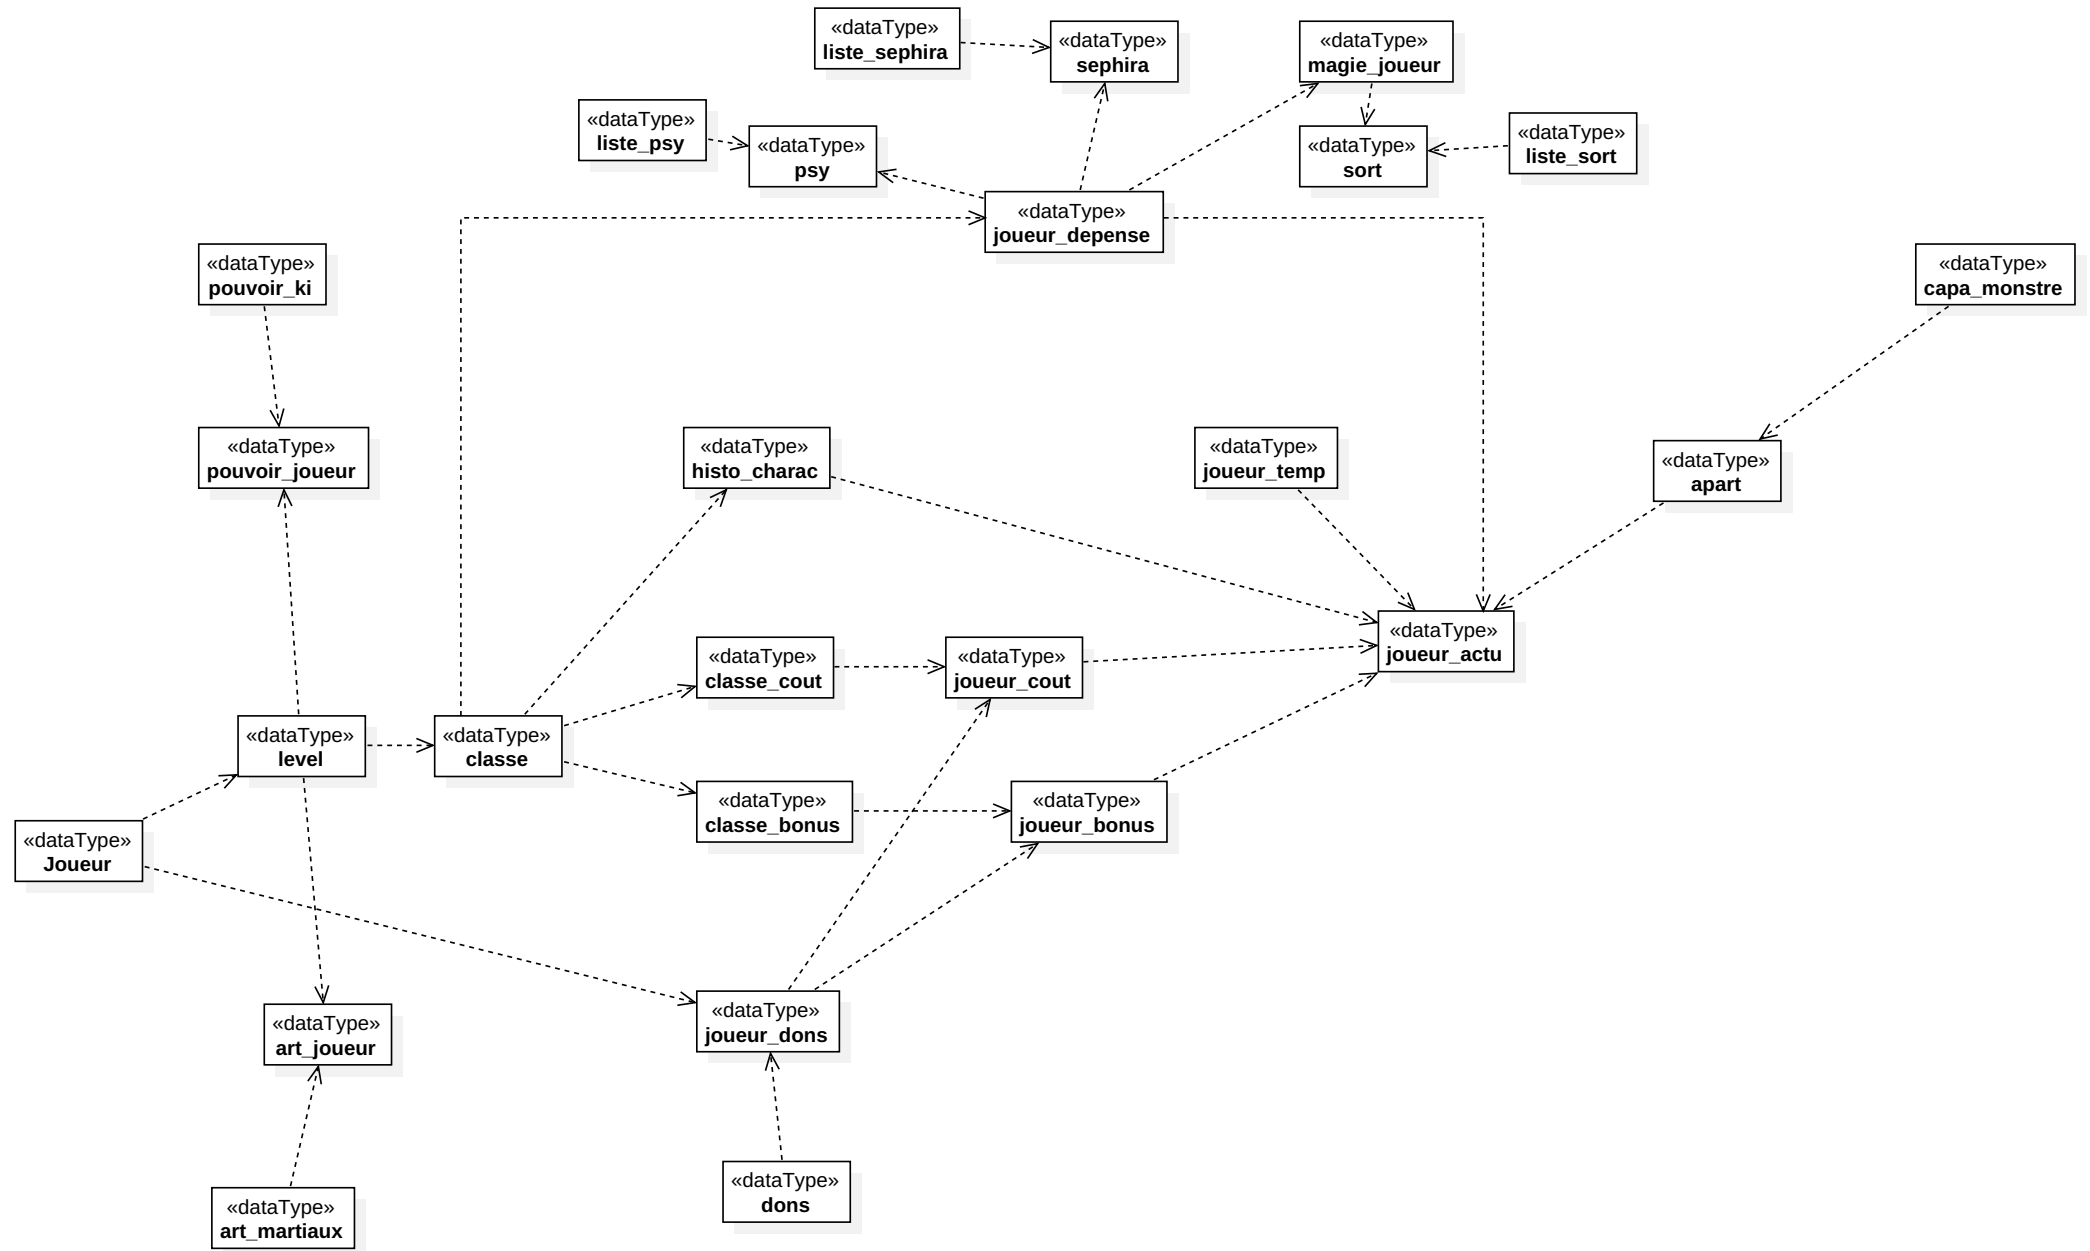 «dataType»
liste_sephira
«dataType»
sephira
«dataType»
magie_joueur
«dataType»
liste_psy
«dataType»
psy
«dataType»
sort
«dataType»
liste_sort
«dataType»
joueur_depense
«dataType»
pouvoir_ki
«dataType»
capa_monstre
«dataType»
pouvoir_joueur
«dataType»
histo_charac
«dataType»
joueur_temp
«dataType»
apart
«dataType»
joueur_actu
«dataType»
classe_cout
«dataType»
joueur_cout
«dataType»
level
«dataType»
classe
«dataType»
classe_bonus
«dataType»
joueur_bonus
«dataType»
Joueur
«dataType»
joueur_dons
«dataType»
art_joueur
«dataType»
dons
«dataType»
art_martiaux